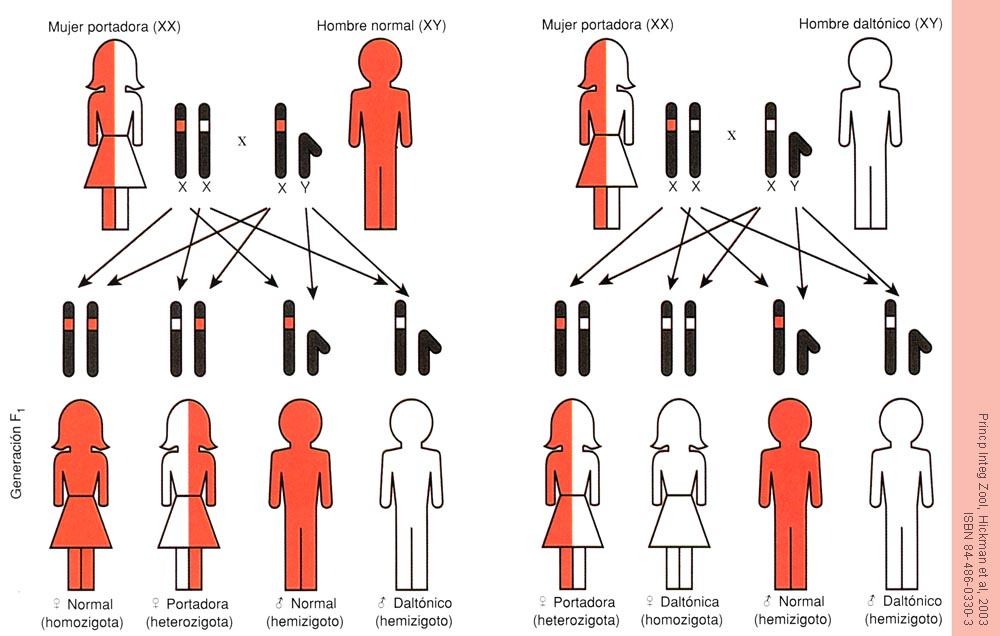 Mujer portadora (XX)
Hombre normal (XY)
X X
x
X Y
Mujer portadora (XX)
Hombre daltónico (XY)
X X
x
X Y
Generación F₁
♀ Normal
(homozigota)
♀ Portadora
(heterozigota)
♂ Normal
(hemizigoto)
♂ Daltónico
(hemizigoto)
♀ Portadora
(heterozigota)
♀ Daltónica
(homozigota)
♂ Normal
(hemizigoto)
♂ Daltónico
(hemizigoto)
Princp Integ Zool, Hickman et al, 2003
ISBN 84-486-0330-3